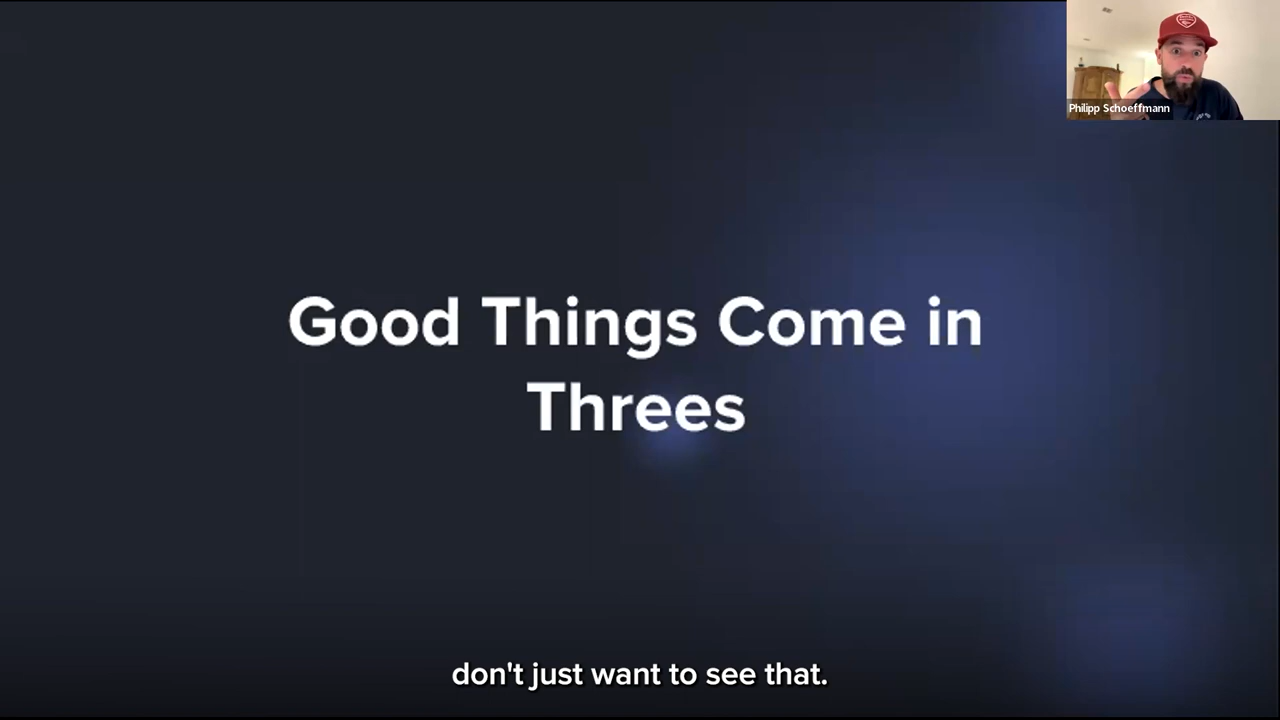 Philipp Schoeffmann
Good Things Come in
Threes
don't just want to see that.